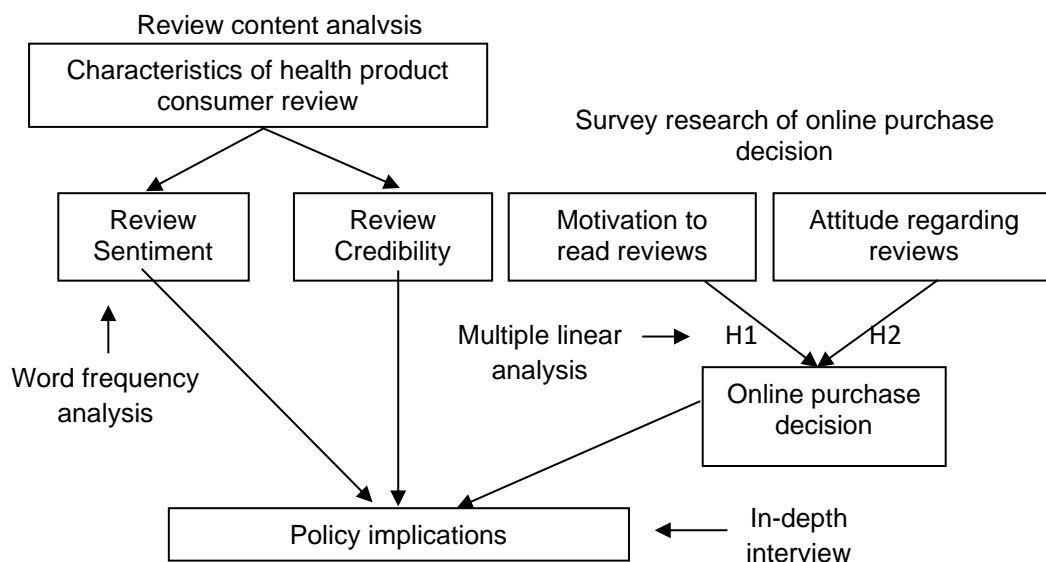 Review content analysis
Characteristics of health product
consumer review
Survey research of online purchase
decision
Review
Sentiment
Review
Credibility
Motivation to
read reviews
Attitude regarding
reviews
Word frequency
analysis
Multiple linear
analysis
H1
H2
Online purchase
decision
Policy implications
In-depth
interview